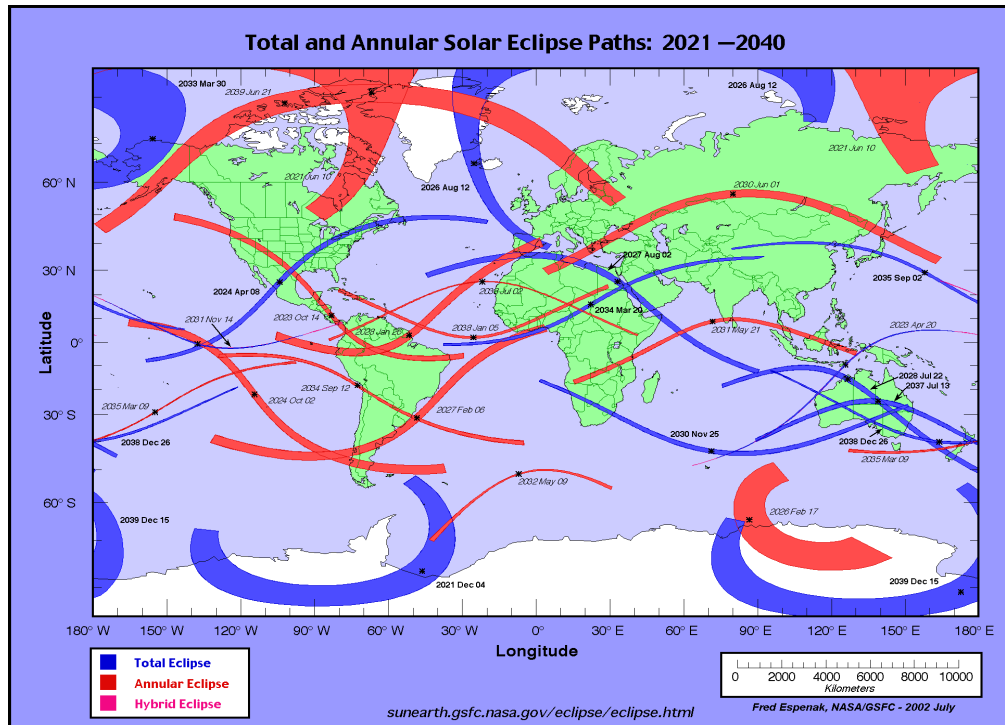 Total and Annular Solar Eclipse Paths: 2021 —2040
2033 Mar 30
2039 Jun 21
2026 Aug 12
2021 Jun 10
2021 Jun 10
2026 Aug 12
2030 Jun 01
2027 Aug 02
2024 Apr 08
2038 Jul 02
2035 Sep 02
2034 Mar 20
2031 Nov 14
2023 Oct 14
2028 Jan 26
2038 Jan 05
2031 May 21
2023 Apr 20
2034 Sep 12
2028 Jul 22
2037 Jul 13
2035 Mar 09
2024 Oct 02
2027 Feb 06
2038 Dec 26
2030 Nov 25
2038 Dec 26
2035 Mar 09
2032 May 09
2039 Dec 15
2026 Feb 17
2021 Dec 04
2039 Dec 15
Latitude
60° N
30° N
0°
30° S
60° S
180° W 150° W 120° W 90° W 60° W 30° W 0° 30° E 60° E 90° E 120° E 150° E 180° E
Longitude
Total Eclipse
Annular Eclipse
Hybrid Eclipse
0 2000 4000 6000 8000 10000
Kilometers
sunearth.gsfc.nasa.gov/eclipse/eclipse.html
Fred Espenak, NASA/GSFC - 2002 July